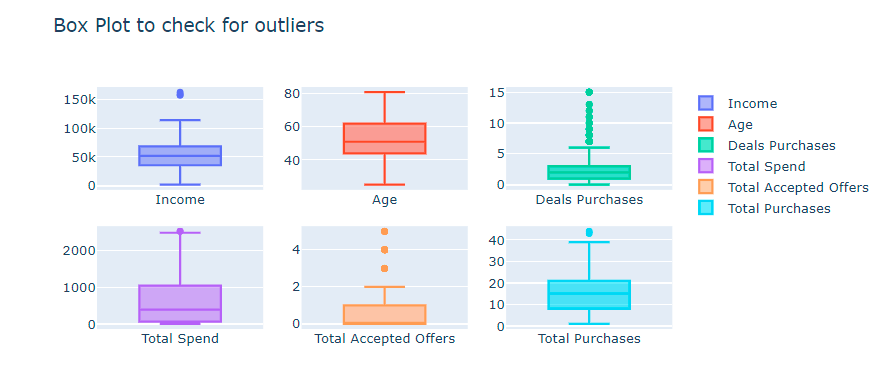 Box Plot to check for outliers
150k
100k
50k
0
Income
80
60
40
Age
15
10
5
0
Deals Purchases
2000
1000
0
Total Spend
4
2
0
Total Accepted Offers
40
30
20
10
0
Total Purchases
Income
Age
Deals Purchases
Total Spend
Total Accepted Offers
Total Purchases